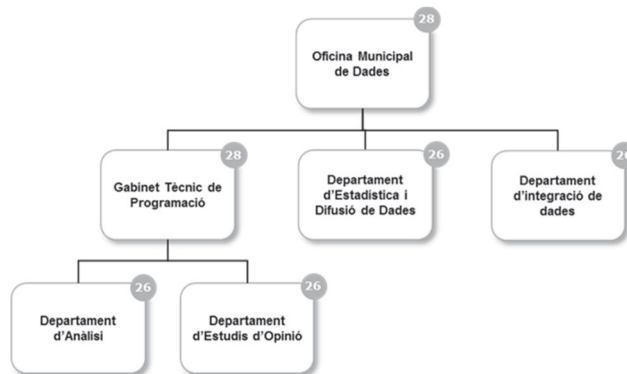 28
Oficina Municipal
de Dades
28
Gabinet Tècnic de
Programació
26
Departament
d'Estadística i
Difusió de Dades
26
Departament
d'integració de
dades
26
Departament
d'Anàlisi
26
Departament
d'Estudis d'Opinió